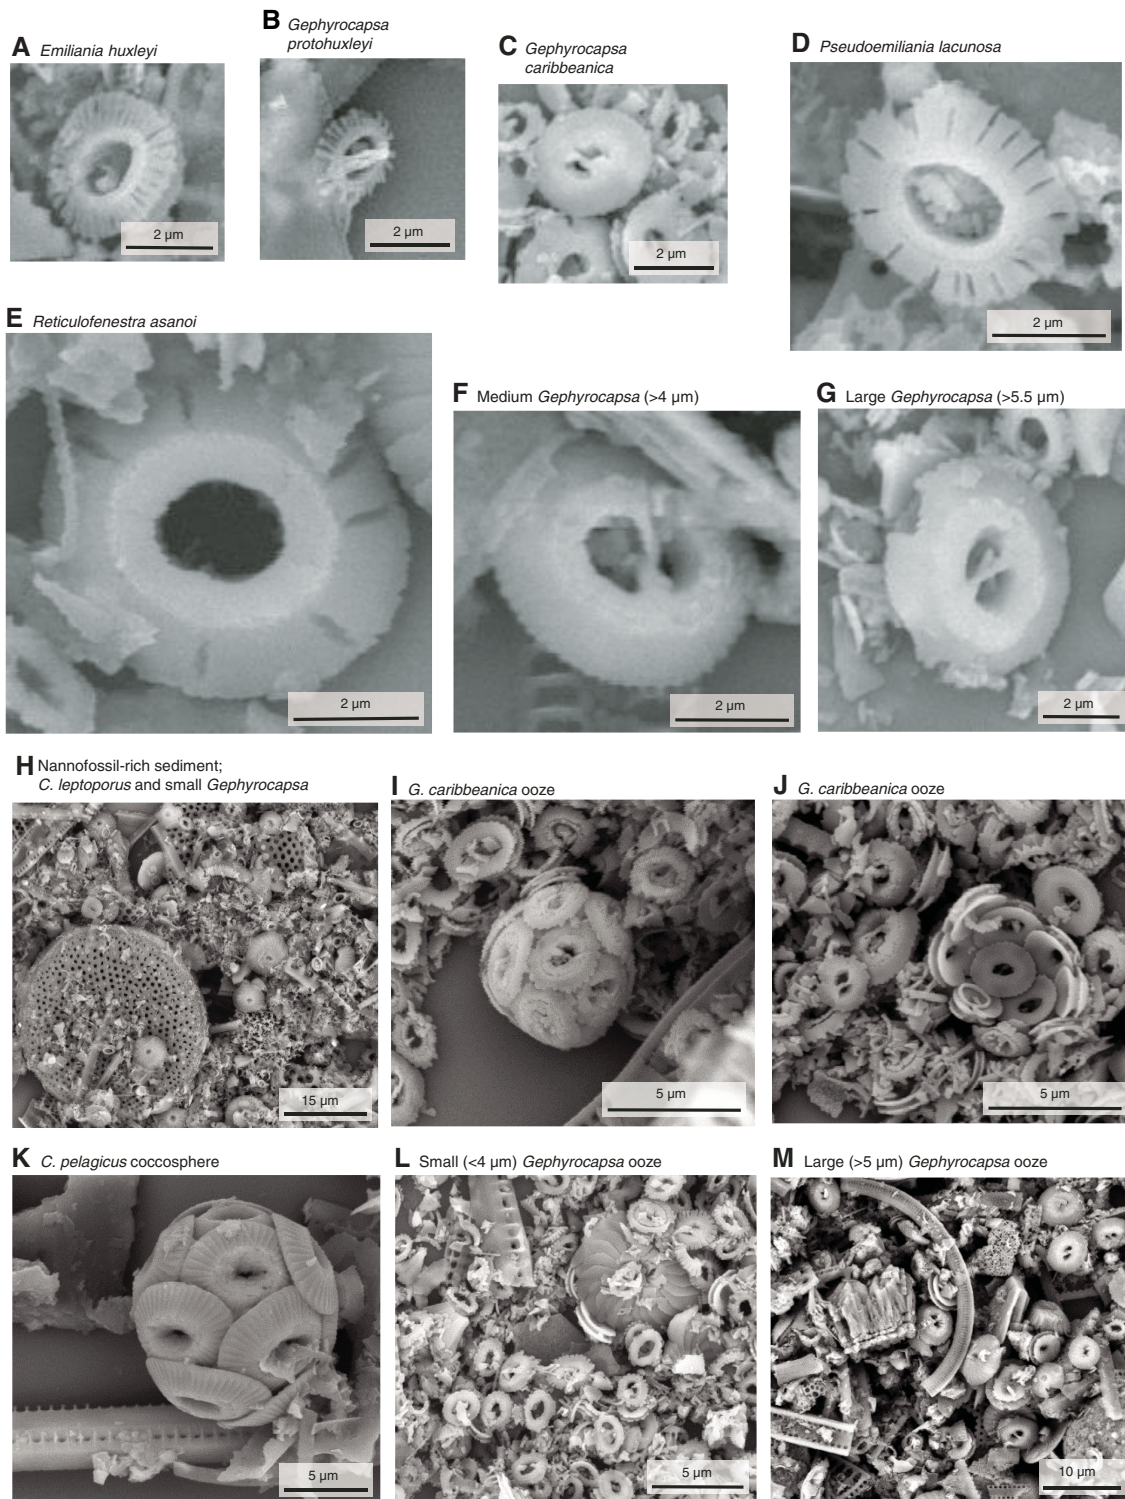 A Emiliania huxleyi
B Gephyrocapsa
protohuxleyi
C Gephyrocapsa
caribbeanica
D Pseudoemiliania lacunosa
2 µm
2 µm
2 µm
2 µm
E Reticulofenestra asanoi
F Medium Gephyrocapsa (>4 µm)
G Large Gephyrocapsa (>5.5 µm)
2 µm
2 µm
2 µm
H Nannofossil-rich sediment;
C. leptoporus and small Gephyrocapsa
I G. caribbeanica ooze
J G. caribbeanica ooze
15 µm
5 µm
5 µm
K C. pelagicus coccosphere
L Small (<4 µm) Gephyrocapsa ooze
M Large (>5 µm) Gephyrocapsa ooze
5 µm
5 µm
10 µm